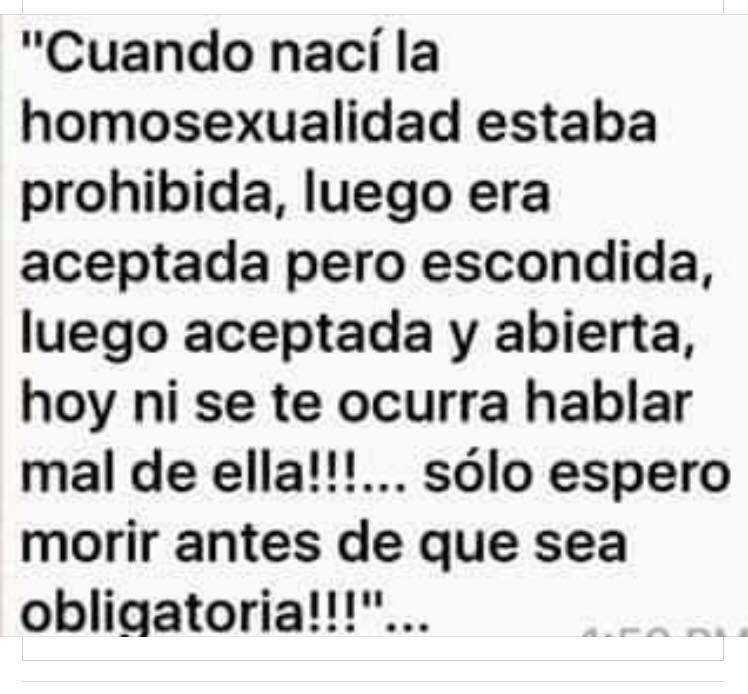 "Cuando nací la
homosexualidad estaba
prohibida, luego era
aceptada pero escondida,
luego aceptada y abierta,
hoy ni se te ocurra hablar
mal de ella!!!... sólo espero
morir antes de que sea
obligatoria!!!"...